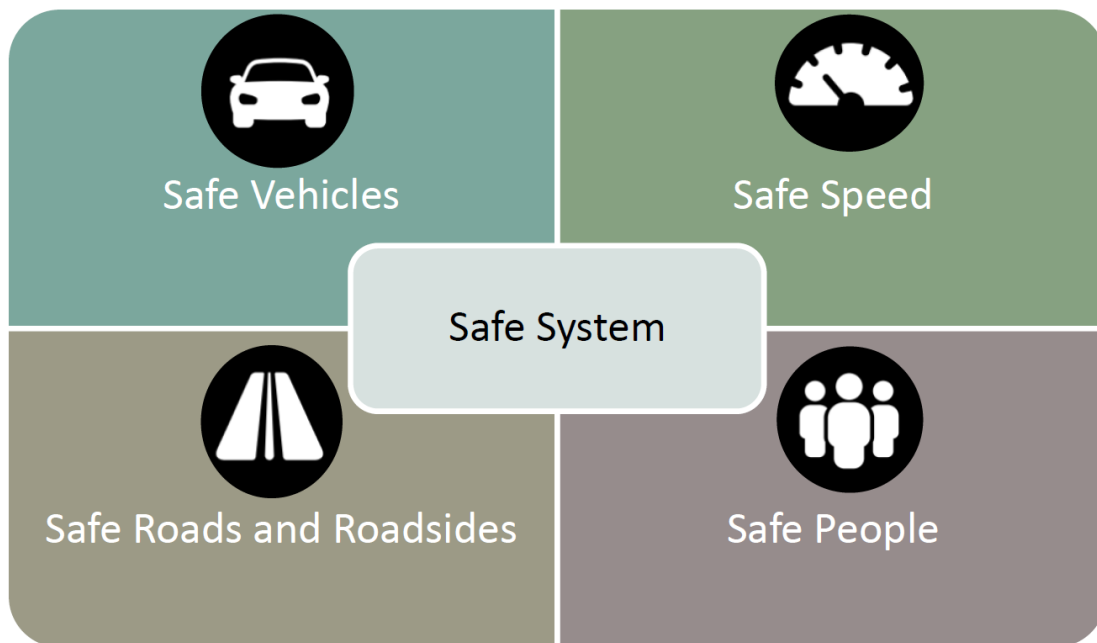 Safe Vehicles
Safe Speed
Safe System
Safe Roads and Roadsides
Safe People